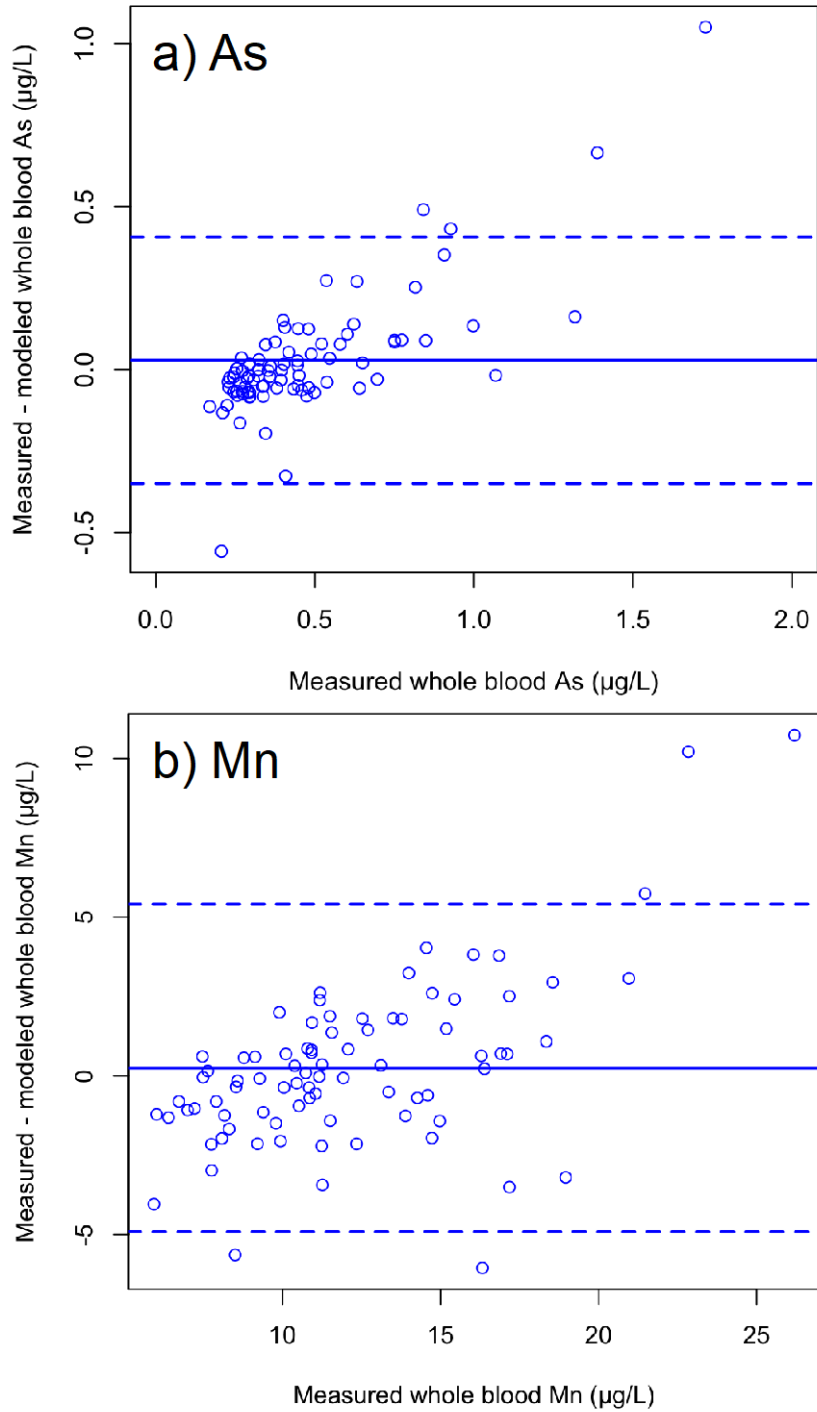 a) As
Measured - modeled whole blood As (µg/L)
1.0
0.5
0.0
-0.5
0.0 0.5 1.0 1.5 2.0
Measured whole blood As (µg/L)
b) Mn
Measured - modeled whole blood Mn (µg/L)
10
5
0
-5
10 15 20 25
Measured whole blood Mn (µg/L)